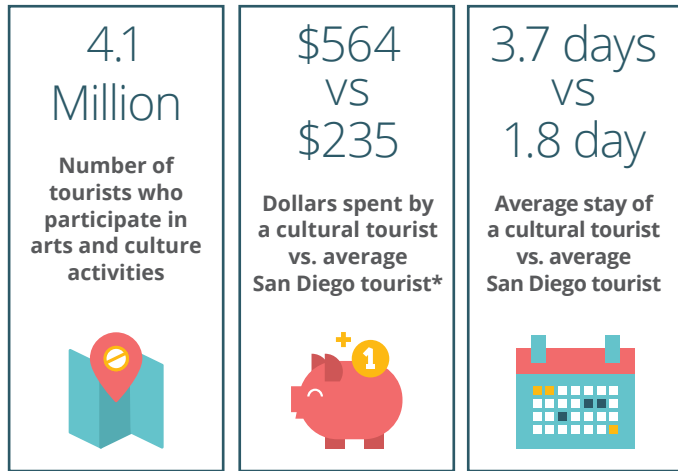 4.1
Million
Number of
tourists who
participate in
arts and culture
activities
$564
vs
$235
Dollars spent by
a cultural tourist
vs. average
San Diego tourist*
1
3.7 days
vs
1.8 day
Average stay of
a cultural tourist
vs. average
San Diego tourist